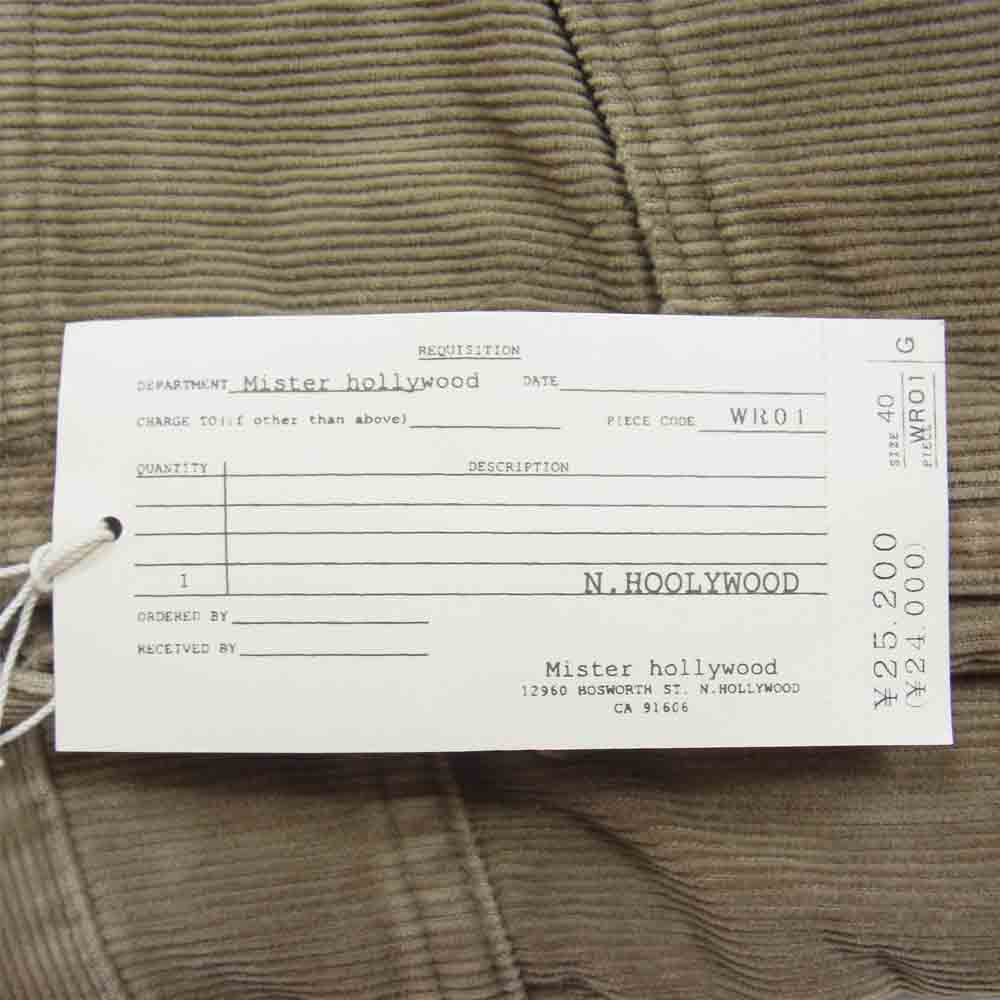 REQUISITION
DEPARTMENT Mister hollywood DATE
CHARGE TO(if other than above) PIECE CODE WR01
QUANTITY DESCRIPTION
1 N.HOOLYWOOD
ORDERED BY
RECEIVED BY
Mister hollywood
12960 BOSWORTH ST. N.HOLLYWOOD
CA 91606
G
SIZE 40
PIECE WR01
¥25.200
(¥24.000)